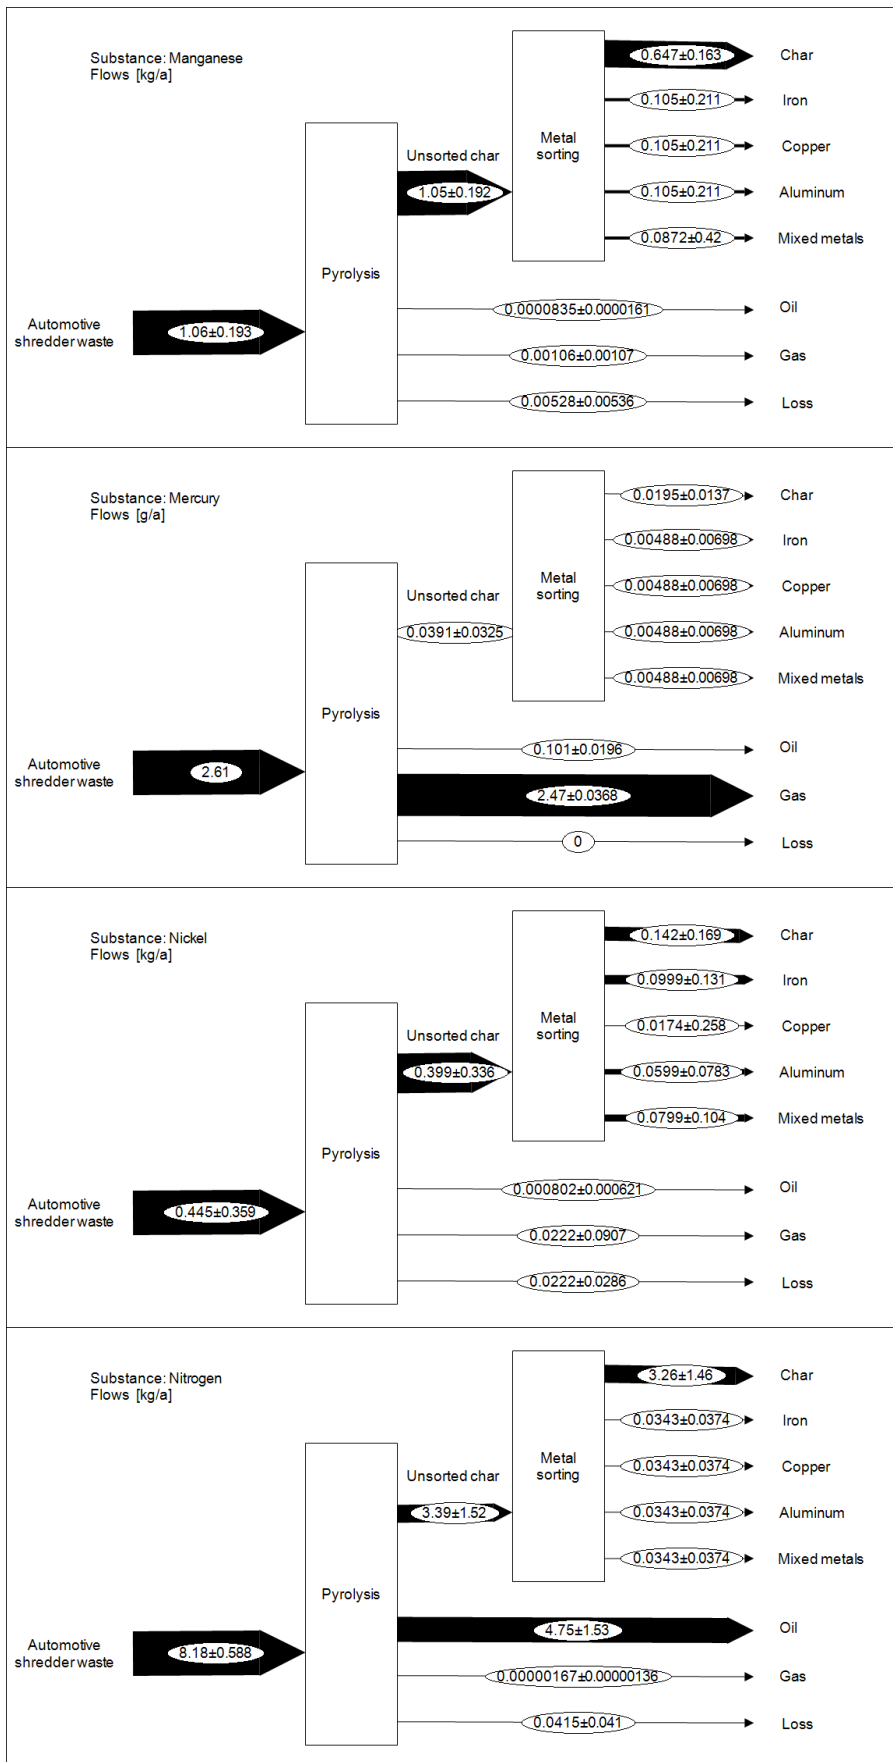 Substance: Manganese
Flows [kg/a]
0.647±0.163
Char
0.105±0.211
Iron
Metal
sorting
0.105±0.211
Copper
Unsorted char
1.05±0.192
0.105±0.211
Aluminum
0.0872±0.42
Mixed metals
Pyrolysis
Automotive
shredder waste
1.06±0.193
0.0000835±0.0000161
Oil
0.00106±0.00107
Gas
0.00528±0.00536
Loss
Substance: Mercury
Flows [g/a]
0.0195±0.0137
Char
0.00488±0.00698
Iron
Metal
sorting
0.00488±0.00698
Copper
Unsorted char
0.0391±0.0325
0.00488±0.00698
Aluminum
0.00488±0.00698
Mixed metals
Pyrolysis
Automotive
shredder waste
2.61
0.101±0.0196
Oil
2.47±0.0368
Gas
0
Loss
Substance: Nickel
Flows [kg/a]
0.142±0.169
Char
0.0999±0.131
Iron
Metal
sorting
0.0174±0.258
Copper
Unsorted char
0.399±0.336
0.0599±0.0783
Aluminum
0.0799±0.104
Mixed metals
Pyrolysis
Automotive
shredder waste
0.445±0.359
0.000802±0.000621
Oil
0.0222±0.0907
Gas
0.0222±0.0286
Loss
Substance: Nitrogen
Flows [kg/a]
3.26±1.46
Char
0.0343±0.0374
Iron
Metal
sorting
0.0343±0.0374
Copper
Unsorted char
3.39±1.52
0.0343±0.0374
Aluminum
0.0343±0.0374
Mixed metals
Pyrolysis
Automotive
shredder waste
8.18±0.588
4.75±1.53
Oil
0.00000167±0.00000136
Gas
0.0415±0.041
Loss